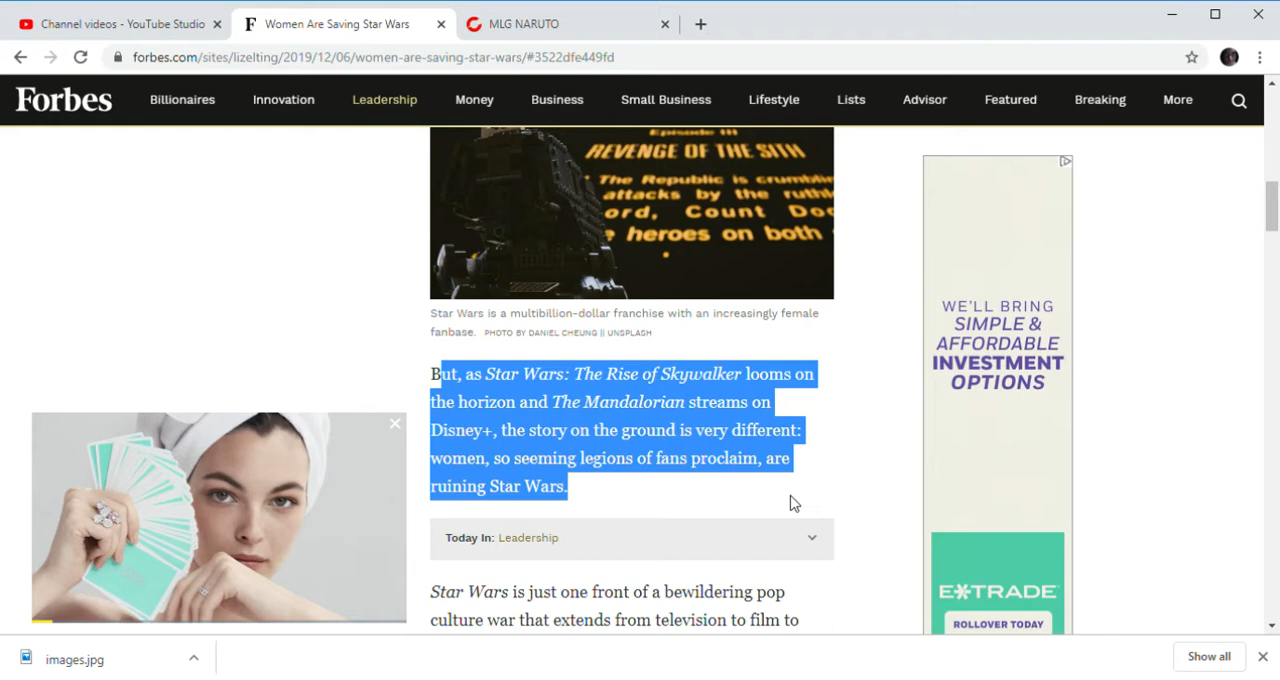 Channel videos - YouTube Studio
Women Are Saving Star Wars
MLG NARUTO
forbes.com/sites/lizelting/2019/12/06/women-are-saving-star-wars/#3522dfe449fd
Forbes
Billionaires
Innovation
Leadership
Money
Business
Small Business
Lifestyle
Lists
Advisor
Featured
Breaking
More
Episode III
REVENGE OF THE SITH
The Republic is crumblin
attacks by the ruthl
ord, Count Doo
e heroes on both
Star Wars is a multibillion-dollar franchise with an increasingly female
fanbase. PHOTO BY DANIEL CHEUNG || UNSPLASH
But, as Star Wars: The Rise of Skywalker looms on
the horizon and The Mandalorian streams on
Disney+, the story on the ground is very different:
women, so seeming legions of fans proclaim, are
ruining Star Wars.
Today In: Leadership
Star Wars is just one front of a bewildering pop
culture war that extends from television to film to
WE'LL BRING
SIMPLE &
AFFORDABLE
INVESTMENT
OPTIONS
E*TRADE
ROLLOVER TODAY
images.jpg
Show all